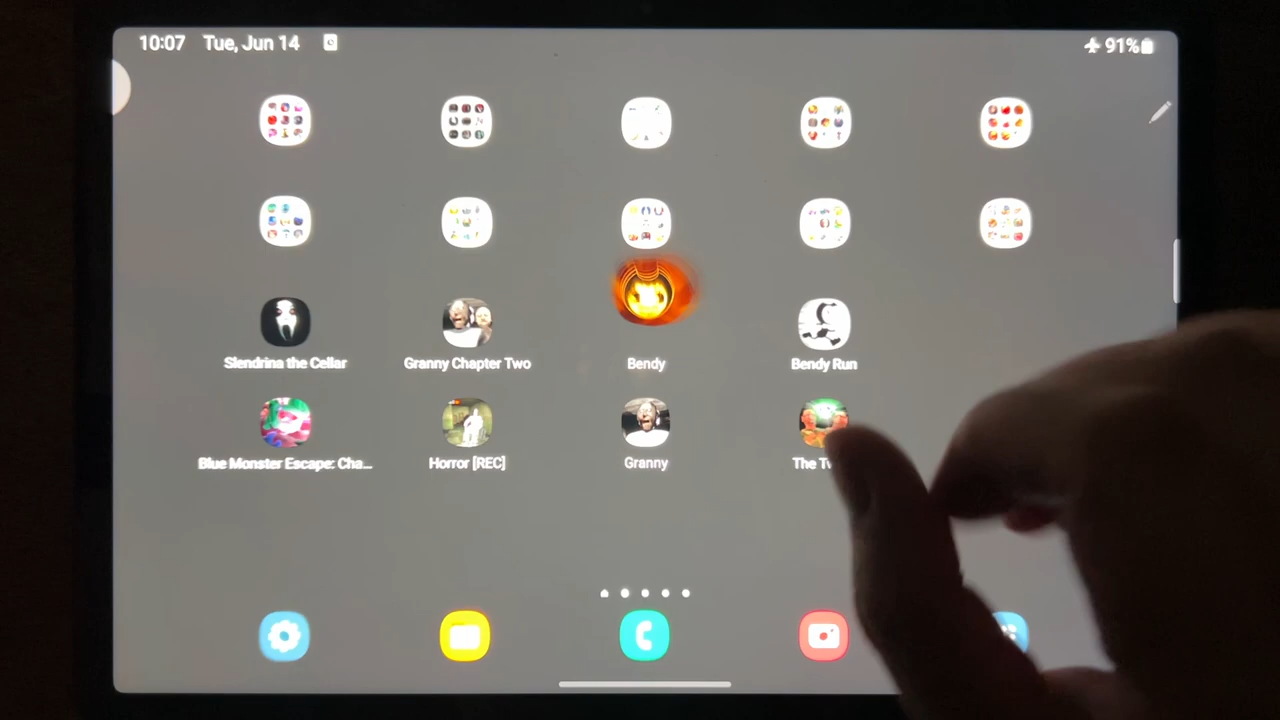 10:07 Tue, Jun 14 91%
Slendrina the Cellar Granny Chapter Two Bendy Bendy Run
Blue Monster Escape: Cha... Horror [REC] Granny The